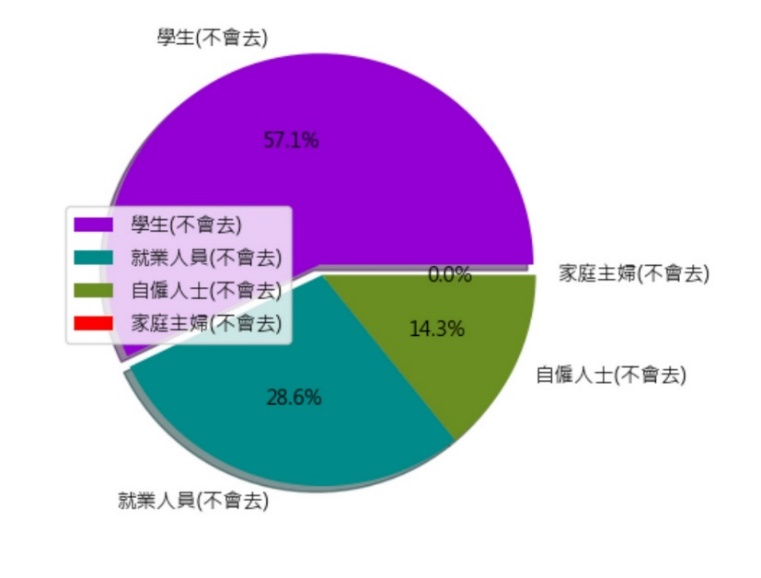 學生(不會去)
57.1%
學生(不會去)
就業人員(不會去)
自僱人士(不會去)
家庭主婦(不會去)
0.0%
家庭主婦(不會去)
14.3%
自僱人士(不會去)
28.6%
就業人員(不會去)